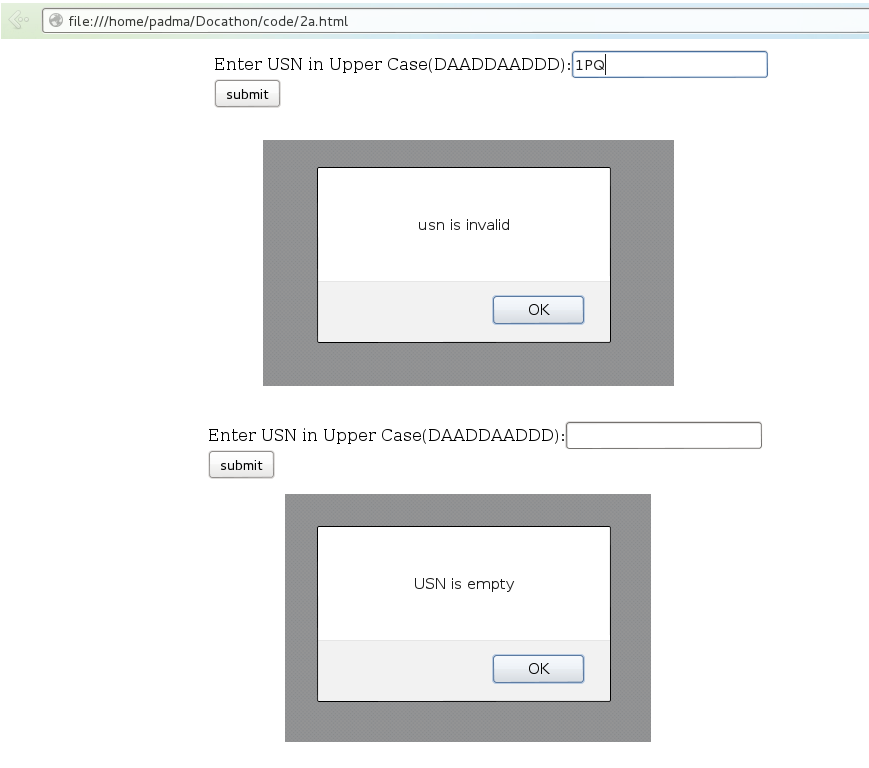 file:///home/padma/Docathon/code/2a.html
Enter USN in Upper Case(DAADDAADDD):1PQ
submit
usn is invalid
OK
Enter USN in Upper Case(DAADDAADDD):
submit
USN is empty
OK